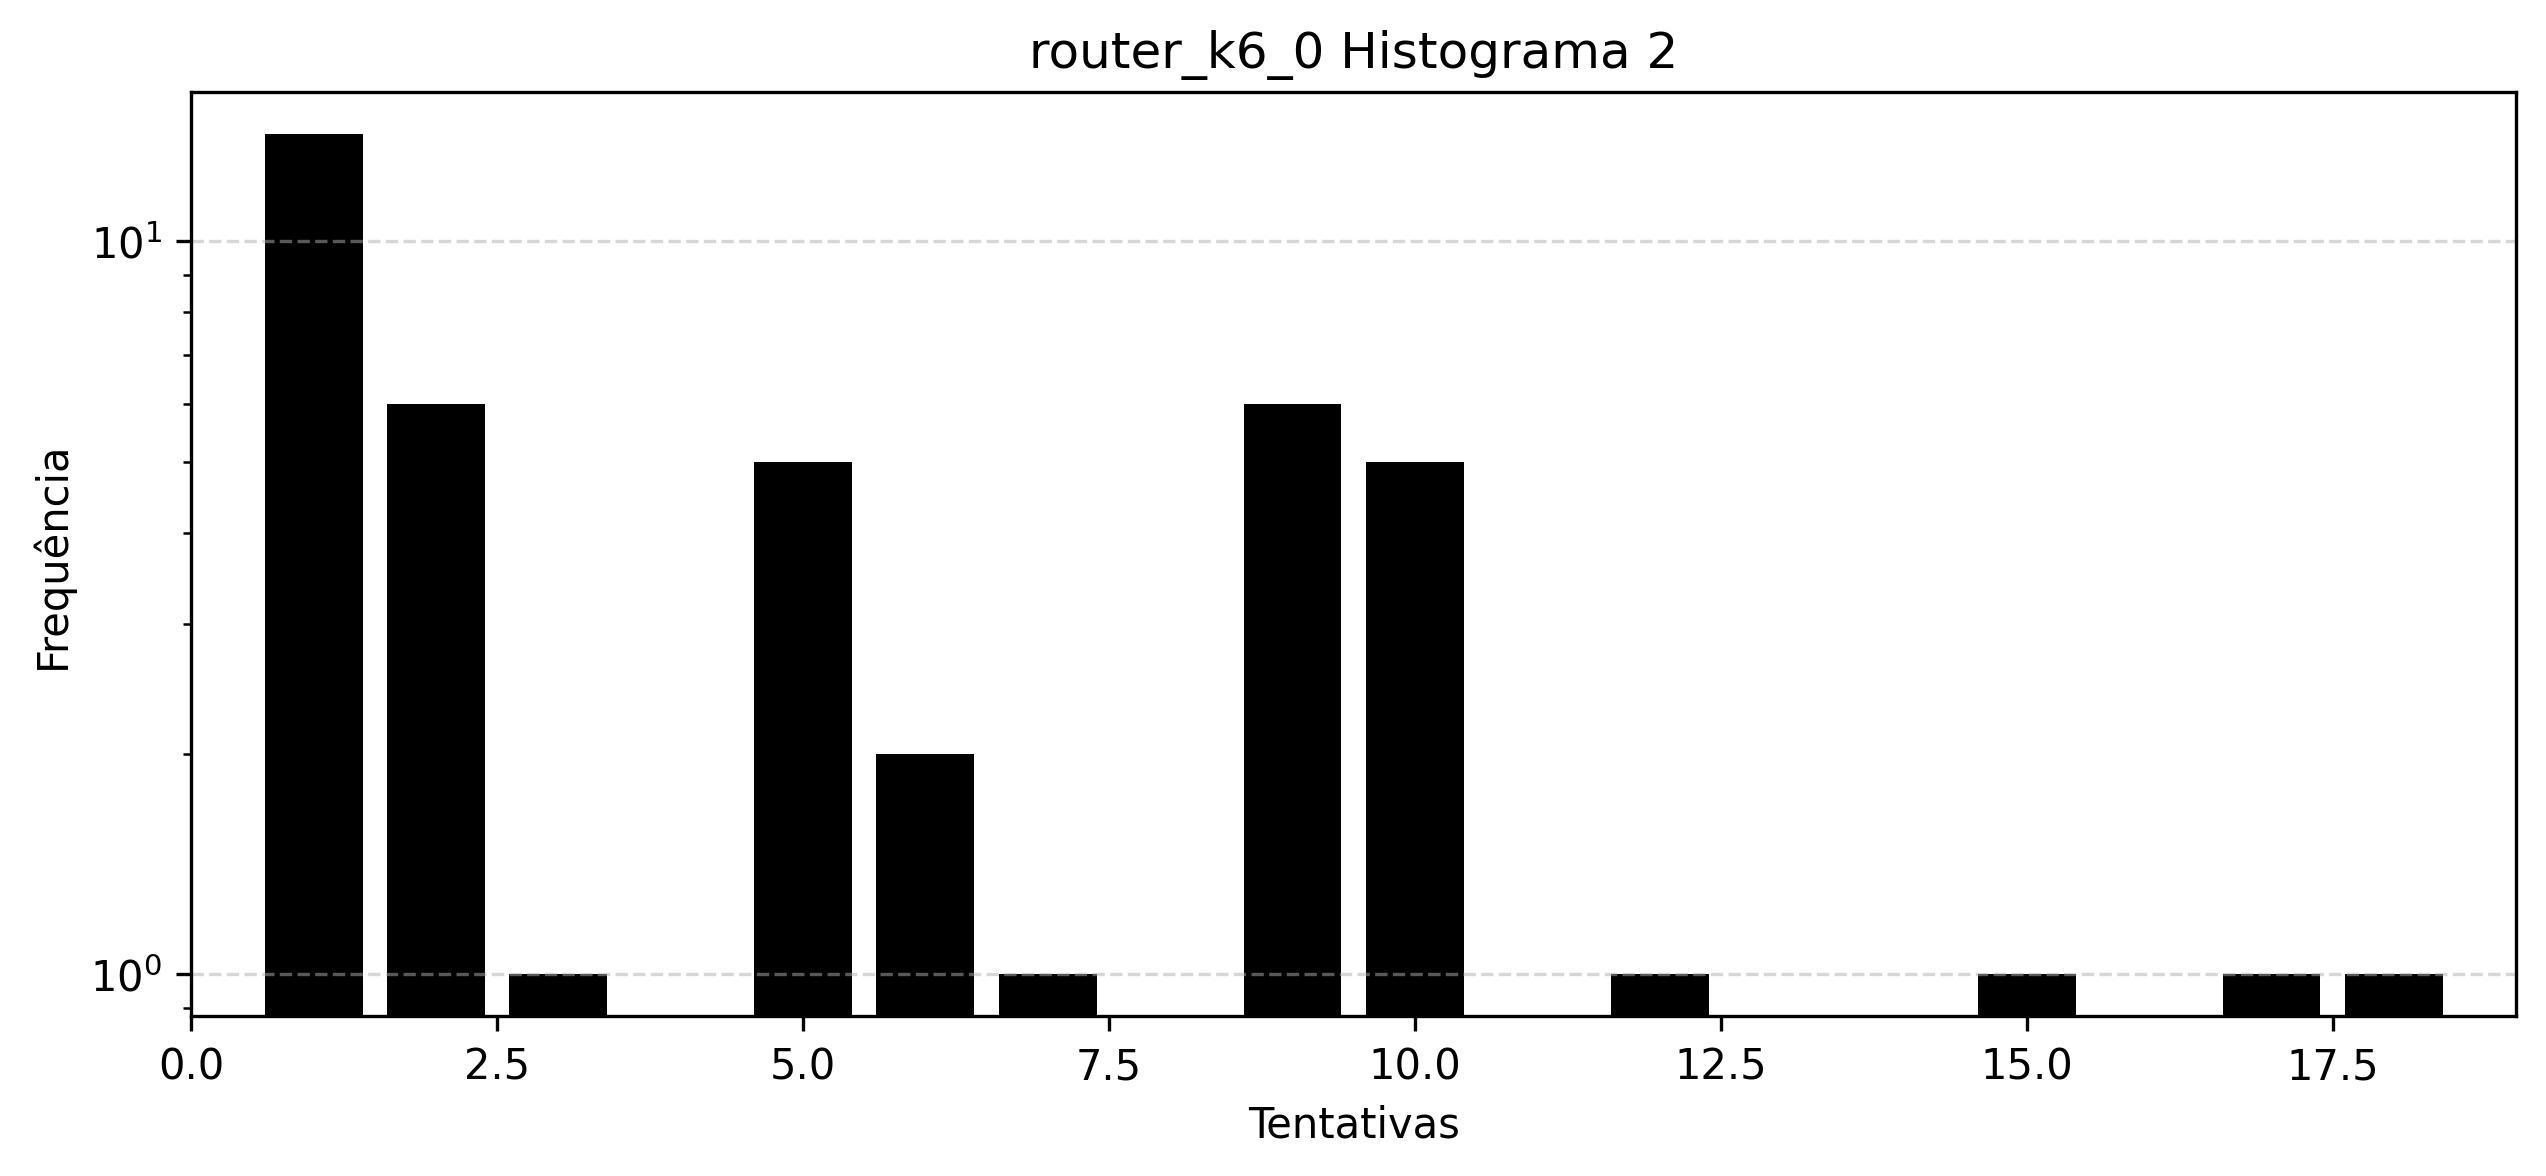 router_k6_0 Histograma 2
10¹
10⁰
Frequência
0.0 2.5 5.0 7.5 10.0 12.5 15.0 17.5
Tentativas